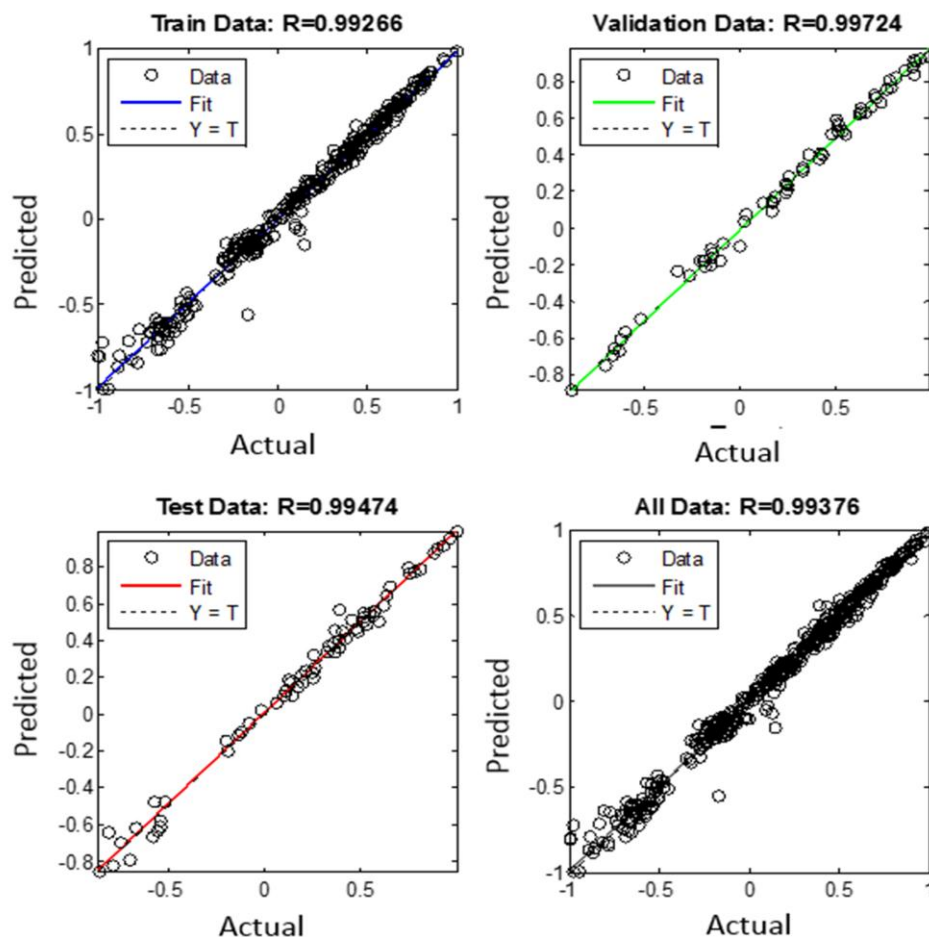 Train Data: R=0.99266
1
0.5
0
-0.5
-1
Data
Fit
Y = T
Predicted
-1
-0.5
0
0.5
1
Actual
Validation Data: R=0.99724
0.8
0.6
0.4
0.2
0
-0.2
-0.4
-0.6
-0.8
Data
Fit
Y = T
Predicted
-0.5
0
0.5
Actual
Test Data: R=0.99474
0.8
0.6
0.4
0.2
0
-0.2
-0.4
-0.6
-0.8
Data
Fit
Y = T
Predicted
-0.5
0
0.5
Actual
All Data: R=0.99376
1
0.5
0
-0.5
-1
Data
Fit
Y = T
Predicted
-1
-0.5
0
0.5
1
Actual